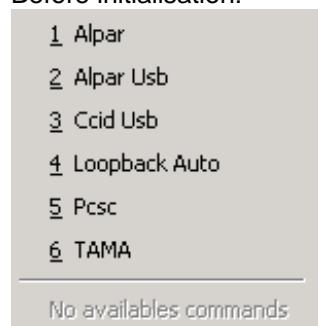 Before initialisation:
1 Alpar
2 Alpar Usb
3 Ccid Usb
4 Loopback Auto
5 Pcsc
6 TAMA
No availables commands